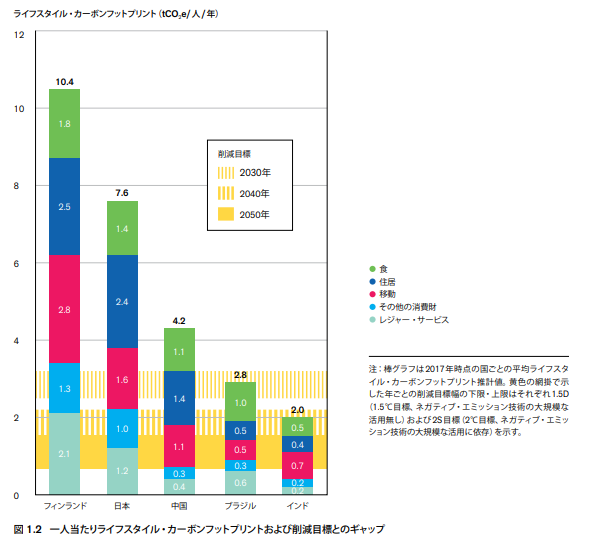 ライフスタイル・カーボンフットプリント（tCO₂e/ 人 / 年）
12
10
8
6
4
2
0
10.4
1.8
2.5
2.8
1.3
2.1
7.6
1.4
2.4
1.6
1.0
1.2
4.2
1.1
1.4
1.1
0.3
0.4
2.8
1.0
0.5
0.5
0.3
0.6
2.0
0.5
0.4
0.7
0.2
0.2
フィンランド
日本
中国
ブラジル
インド
削減目標
2030年
2040年
2050年
食
住居
移動
その他の消費財
レジャー・サービス
注：棒グラフは2017年時点の国ごとの平均ライフスタ
イル・カーボンフットプリント推計値。黄色の網掛で示
した年ごとの削減目標幅の下限・上限はそれぞれ1.5D
（1.5℃目標、ネガティブ・エミッション技術の大規模な
活用無し）および2S目標（2℃目標、ネガティブ・エミッ
ション技術の大規模な活用に依存）を示す。
図 1.2 一人当たりライフスタイル・カーボンフットプリントおよび削減目標とのギャップ